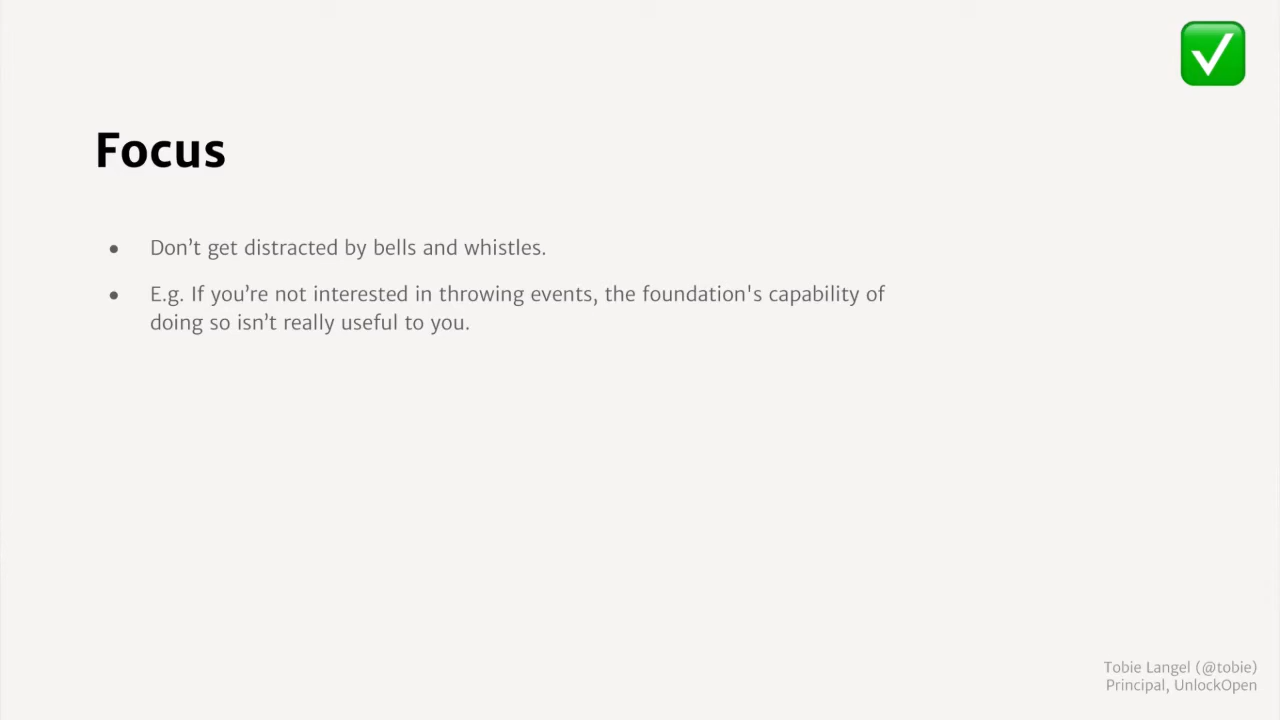 Focus
● Don’t get distracted by bells and whistles.
● E.g. If you’re not interested in throwing events, the foundation's capability of
doing so isn’t really useful to you.
Tobie Langel (@tobie)
Principal, UnlockOpen